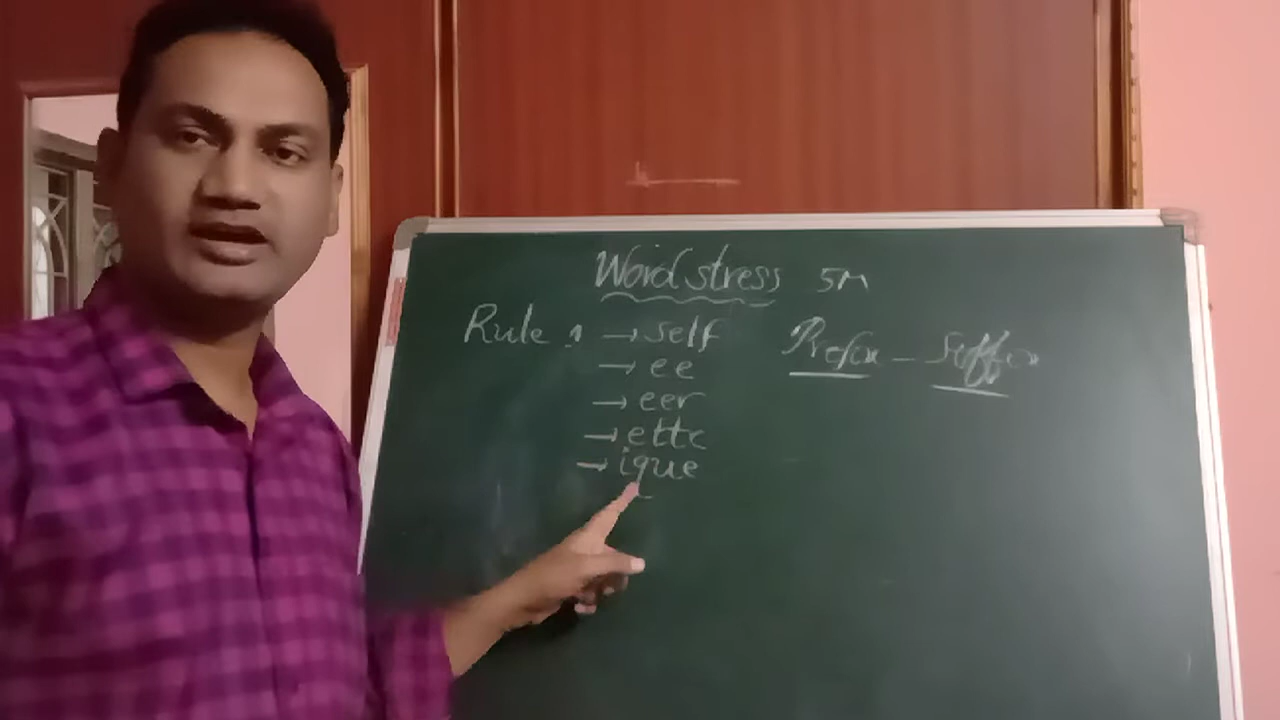 Word stress 5M
Rule 1 → self Prefix - Suffix
→ ee
→ eer
→ ette
→ ique